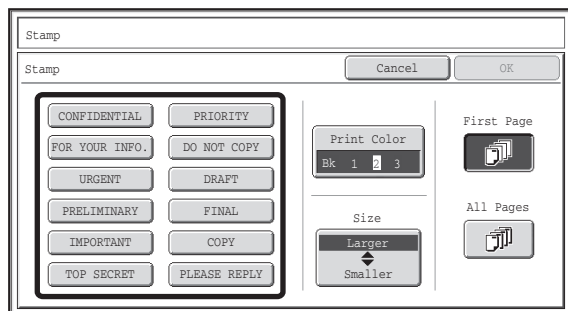 Stamp
Stamp
Cancel
OK
CONFIDENTIAL
PRIORITY
FOR YOUR INFO.
DO NOT COPY
URGENT
DRAFT
PRELIMINARY
FINAL
IMPORTANT
COPY
TOP SECRET
PLEASE REPLY
Print Color
Bk 1 2 3
Size
Larger
Smaller
First Page
All Pages